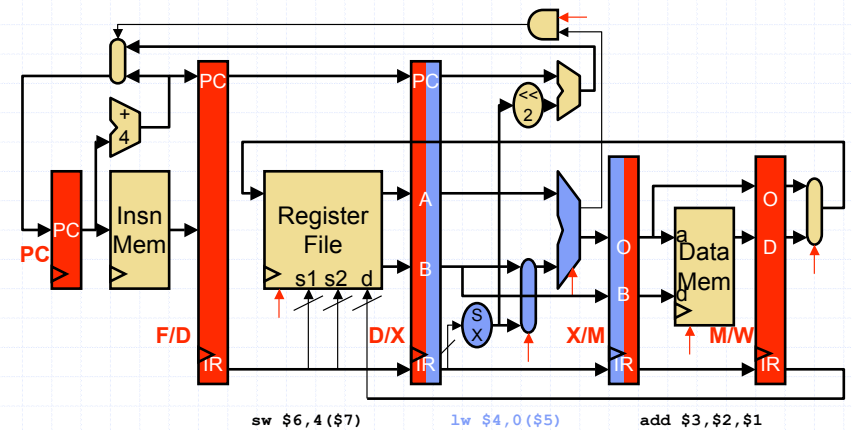 PC
+
4
PC
<<
2
PC
PC
Insn
Mem
Register
File
s1 s2 d
A
B
S
X
O
B
a
d
Data
Mem
O
D
F/D
D/X
X/M
M/W
IR
IR
IR
IR
sw $6,4($7)
lw $4,0($5)
add $3,$2,$1